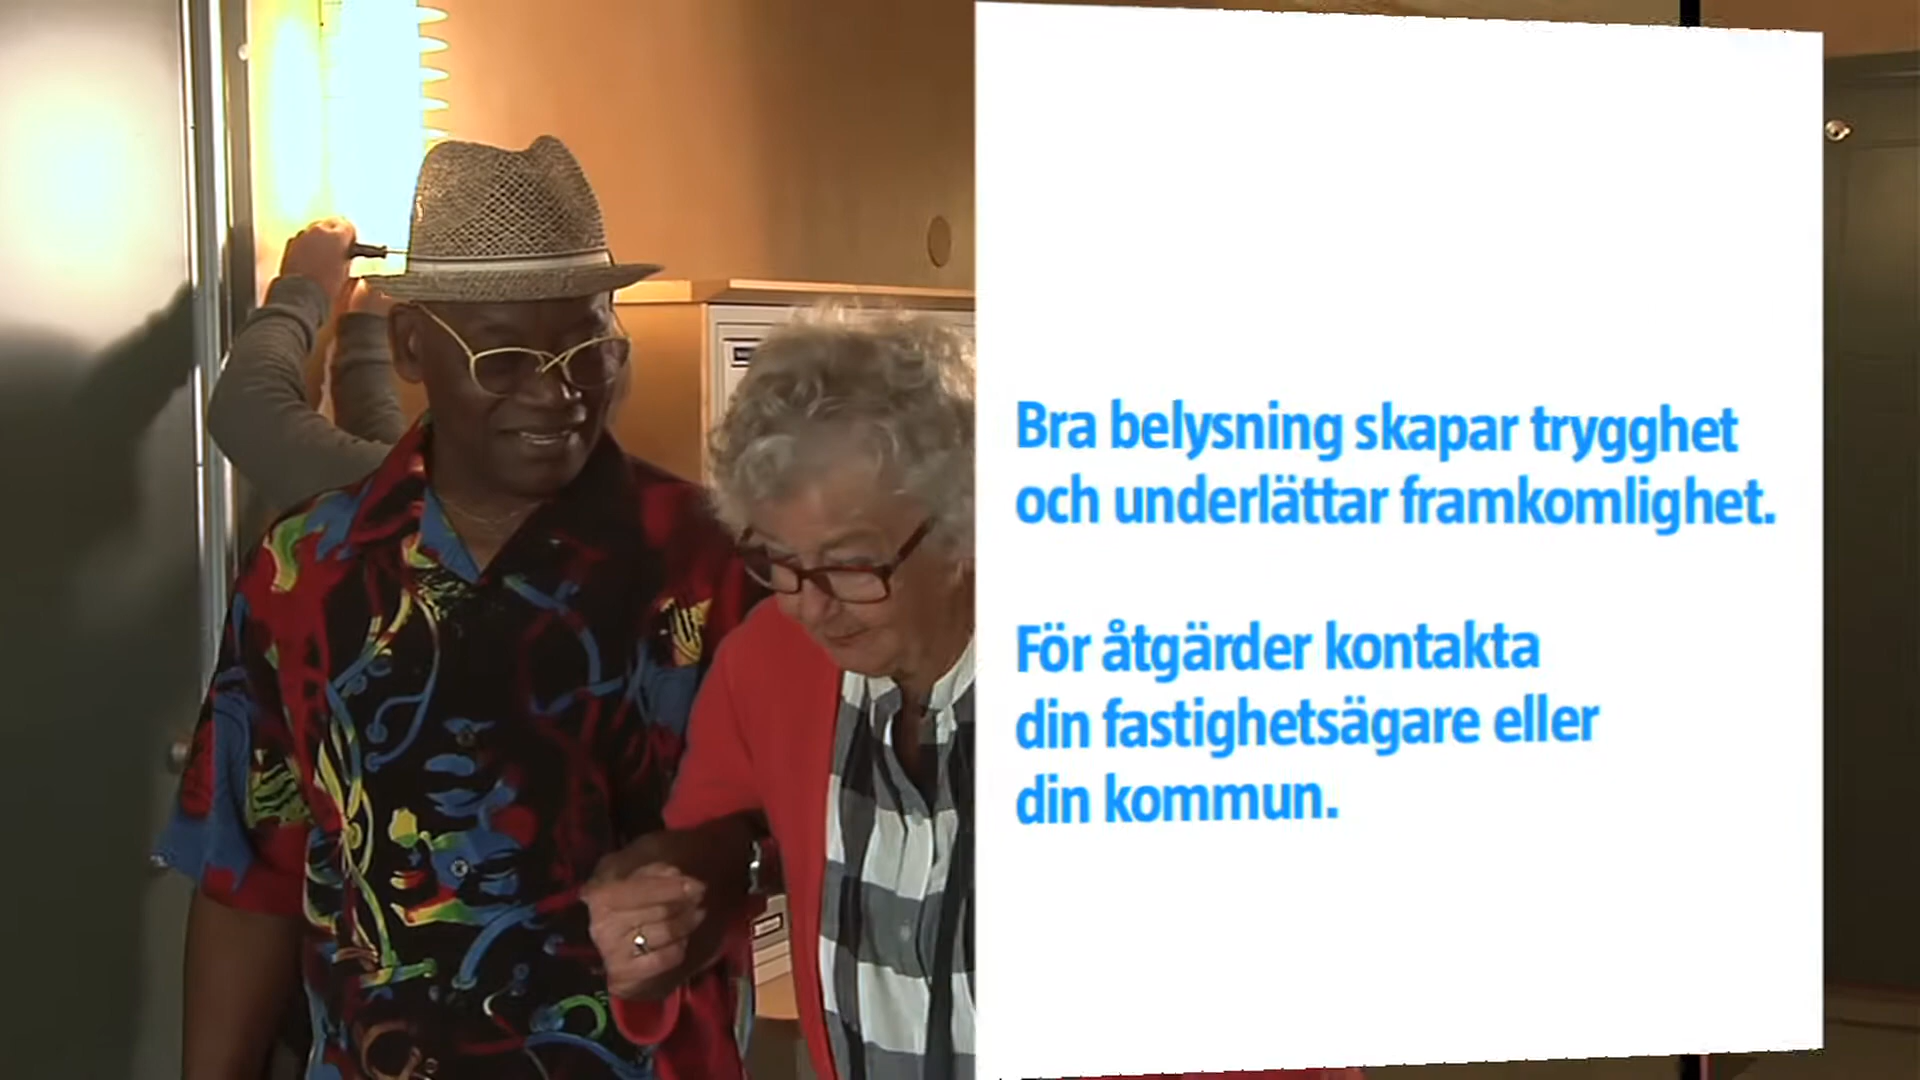 Bra belysning skapar trygghet
och underlättar framkomlighet.
För åtgärder kontakta
din fastighetsägare eller
din kommun.